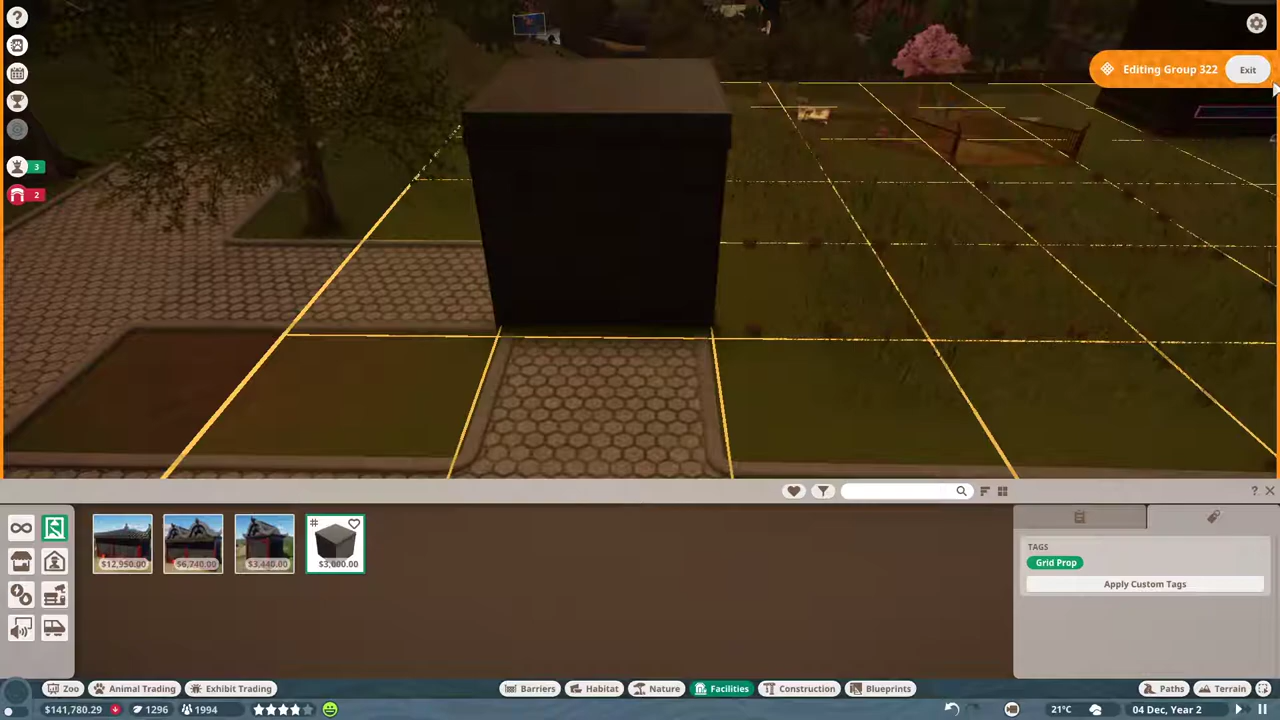 ?
Editing Group 322
Exit
3
2
? ×
$12,950.00
$6,740.00
$3,440.00
#
$3,000.00
TAGS
Grid Prop
Apply Custom Tags
Zoo
Animal Trading
Exhibit Trading
Barriers
Habitat
Nature
Facilities
Construction
Blueprints
Paths
Terrain
$141,780.29
1296
1994
21°C
04 Dec, Year 2